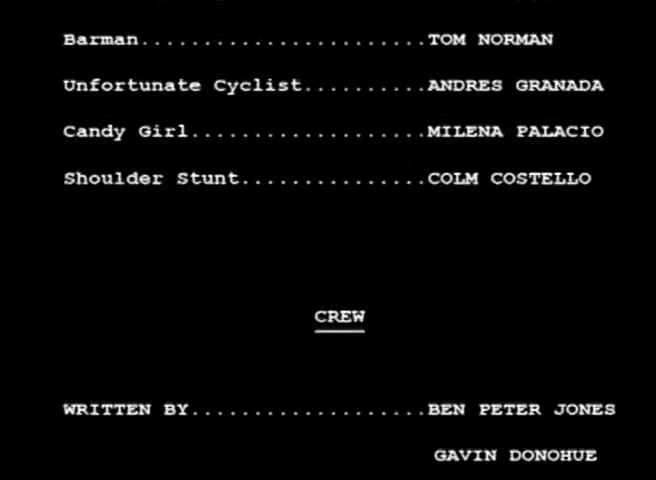 Barman.......................TOM NORMAN
Unfortunate Cyclist..........ANDRES GRANADA
Candy Girl...................MILENA PALACIO
Shoulder Stunt...............COLM COSTELLO
CREW
WRITTEN BY...................BEN PETER JONES
GAVIN DONOHUE